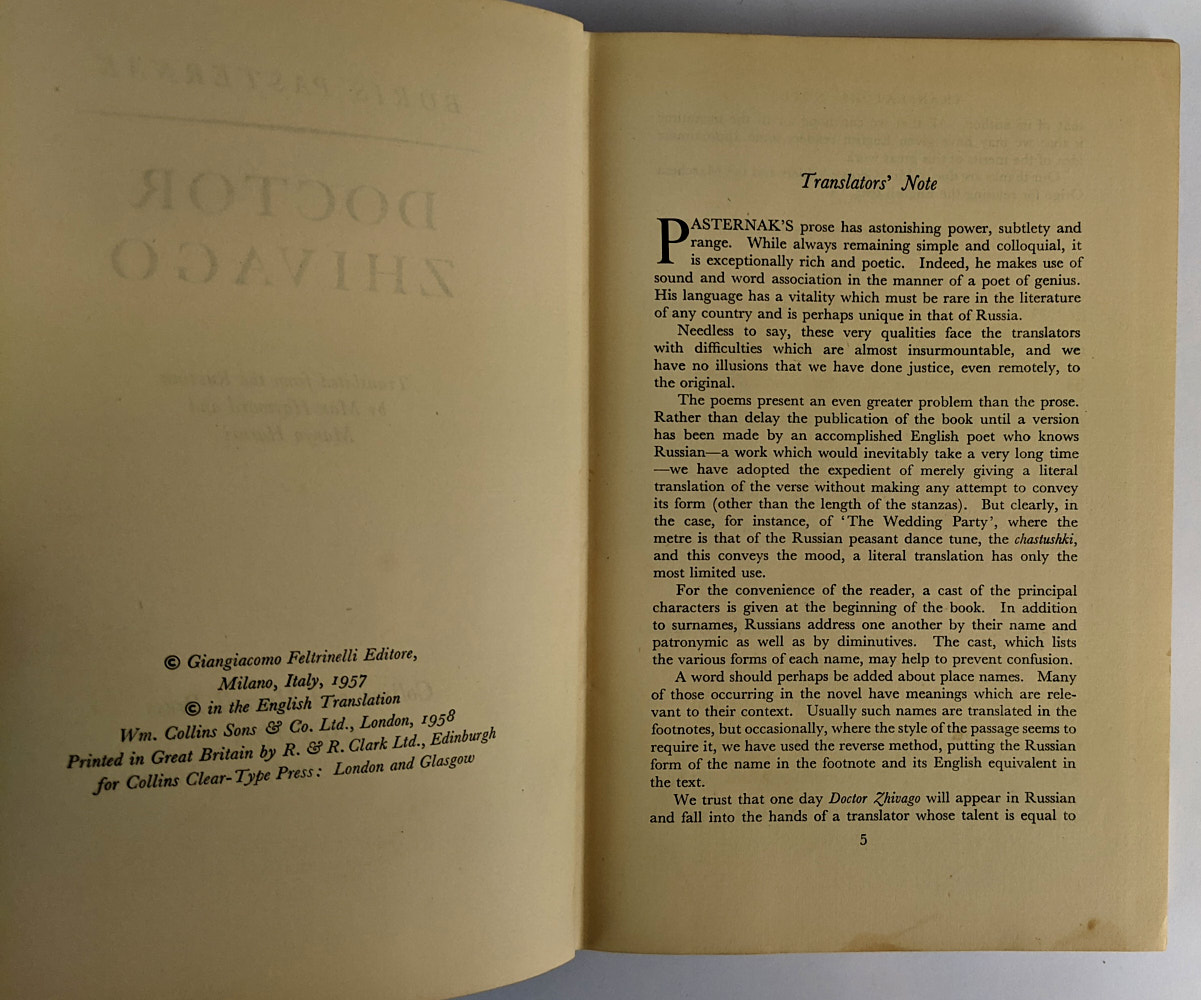 BORIS PASTERNAK
DOCTOR
ZHIVAGO
Translated from the Russian
by Max Hayward and
Manya Harari
© Giangiacomo Feltrinelli Editore,
Milano, Italy, 1957
© in the English Translation
Wm. Collins Sons & Co. Ltd., London, 1958
Printed in Great Britain by R. & R. Clark Ltd., Edinburgh
for Collins Clear-Type Press: London and Glasgow
Translators' Note
PASTERNAK'S prose has astonishing power, subtlety and
range. While always remaining simple and colloquial, it
is exceptionally rich and poetic. Indeed, he makes use of
sound and word association in the manner of a poet of genius.
His language has a vitality which must be rare in the literature
of any country and is perhaps unique in that of Russia.
Needless to say, these very qualities face the translators
with difficulties which are almost insurmountable, and we
have no illusions that we have done justice, even remotely, to
the original.
The poems present an even greater problem than the prose.
Rather than delay the publication of the book until a version
has been made by an accomplished English poet who knows
Russian—a work which would inevitably take a very long time
—we have adopted the expedient of merely giving a literal
translation of the verse without making any attempt to convey
its form (other than the length of the stanzas). But clearly, in
the case, for instance, of 'The Wedding Party', where the
metre is that of the Russian peasant dance tune, the chastushki,
and this conveys the mood, a literal translation has only the
most limited use.
For the convenience of the reader, a cast of the principal
characters is given at the beginning of the book. In addition
to surnames, Russians address one another by their name and
patronymic as well as by diminutives. The cast, which lists
the various forms of each name, may help to prevent confusion.
A word should perhaps be added about place names. Many
of those occurring in the novel have meanings which are rele-
vant to their context. Usually such names are translated in the
footnotes, but occasionally, where the style of the passage seems to
require it, we have used the reverse method, putting the Russian
form of the name in the footnote and its English equivalent in
the text.
We trust that one day Doctor Zhivago will appear in Russian
and fall into the hands of a translator whose talent is equal to
5